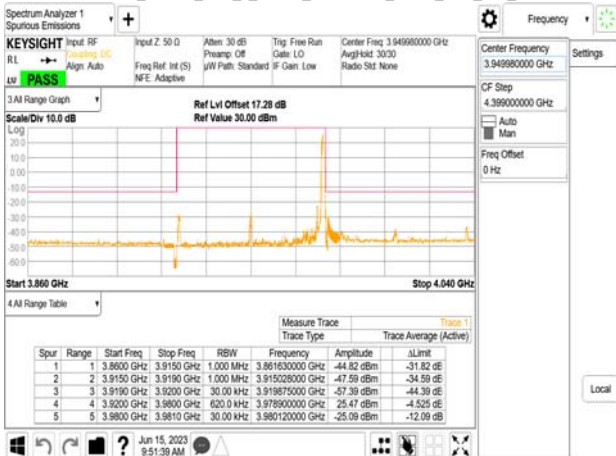 Spectrum Analyzer 1
Spurious Emissions
+
Frequency
KEYSIGHT
RL
LV PASS
Input: RF
Coupling: DC
Align: Auto
Input Z: 50 Ω
Freq Ref: Int (S)
NFE: Adaptive
Atten: 30 dB
Preamp: Off
µW Path: Standard
Trig: Free Run
Gate: LO
IF Gain: Low
Center Freq: 3.949980000 GHz
Avg|Hold: 30/30
Radio Std: None
Center Frequency
3.949980000 GHz
Settings
CF Step
4.399000000 GHz
Auto
Man
Freq Offset
0 Hz
Local
3 All Range Graph
Scale/Div 10.0 dB
Ref Lvl Offset 17.28 dB
Ref Value 30.00 dBm
Log
20.0
10.0
0.00
-10.0
-20.0
-30.0
-40.0
-50.0
-60.0
Start 3.860 GHz
Stop 4.040 GHz
4 All Range Table
Measure Trace Trace 1
Trace Type Trace Average (Active)
Spur Range Start Freq Stop Freq RBW Frequency Amplitude ΔLimit
1 1 3.8600 GHz 3.9150 GHz 1.000 MHz 3.861630000 GHz -44.82 dBm -31.82 dB
2 2 3.9150 GHz 3.9190 GHz 1.000 MHz 3.915028000 GHz -47.59 dBm -34.59 dB
3 3 3.9190 GHz 3.9200 GHz 30.00 kHz 3.919875000 GHz -57.39 dBm -44.39 dB
4 4 3.9200 GHz 3.9800 GHz 620.0 kHz 3.978900000 GHz 25.47 dBm -4.525 dB
5 5 3.9800 GHz 3.9810 GHz 30.00 kHz 3.980120000 GHz -25.09 dBm -12.09 dB
?
Jun 15, 2023
9:51:39 AM